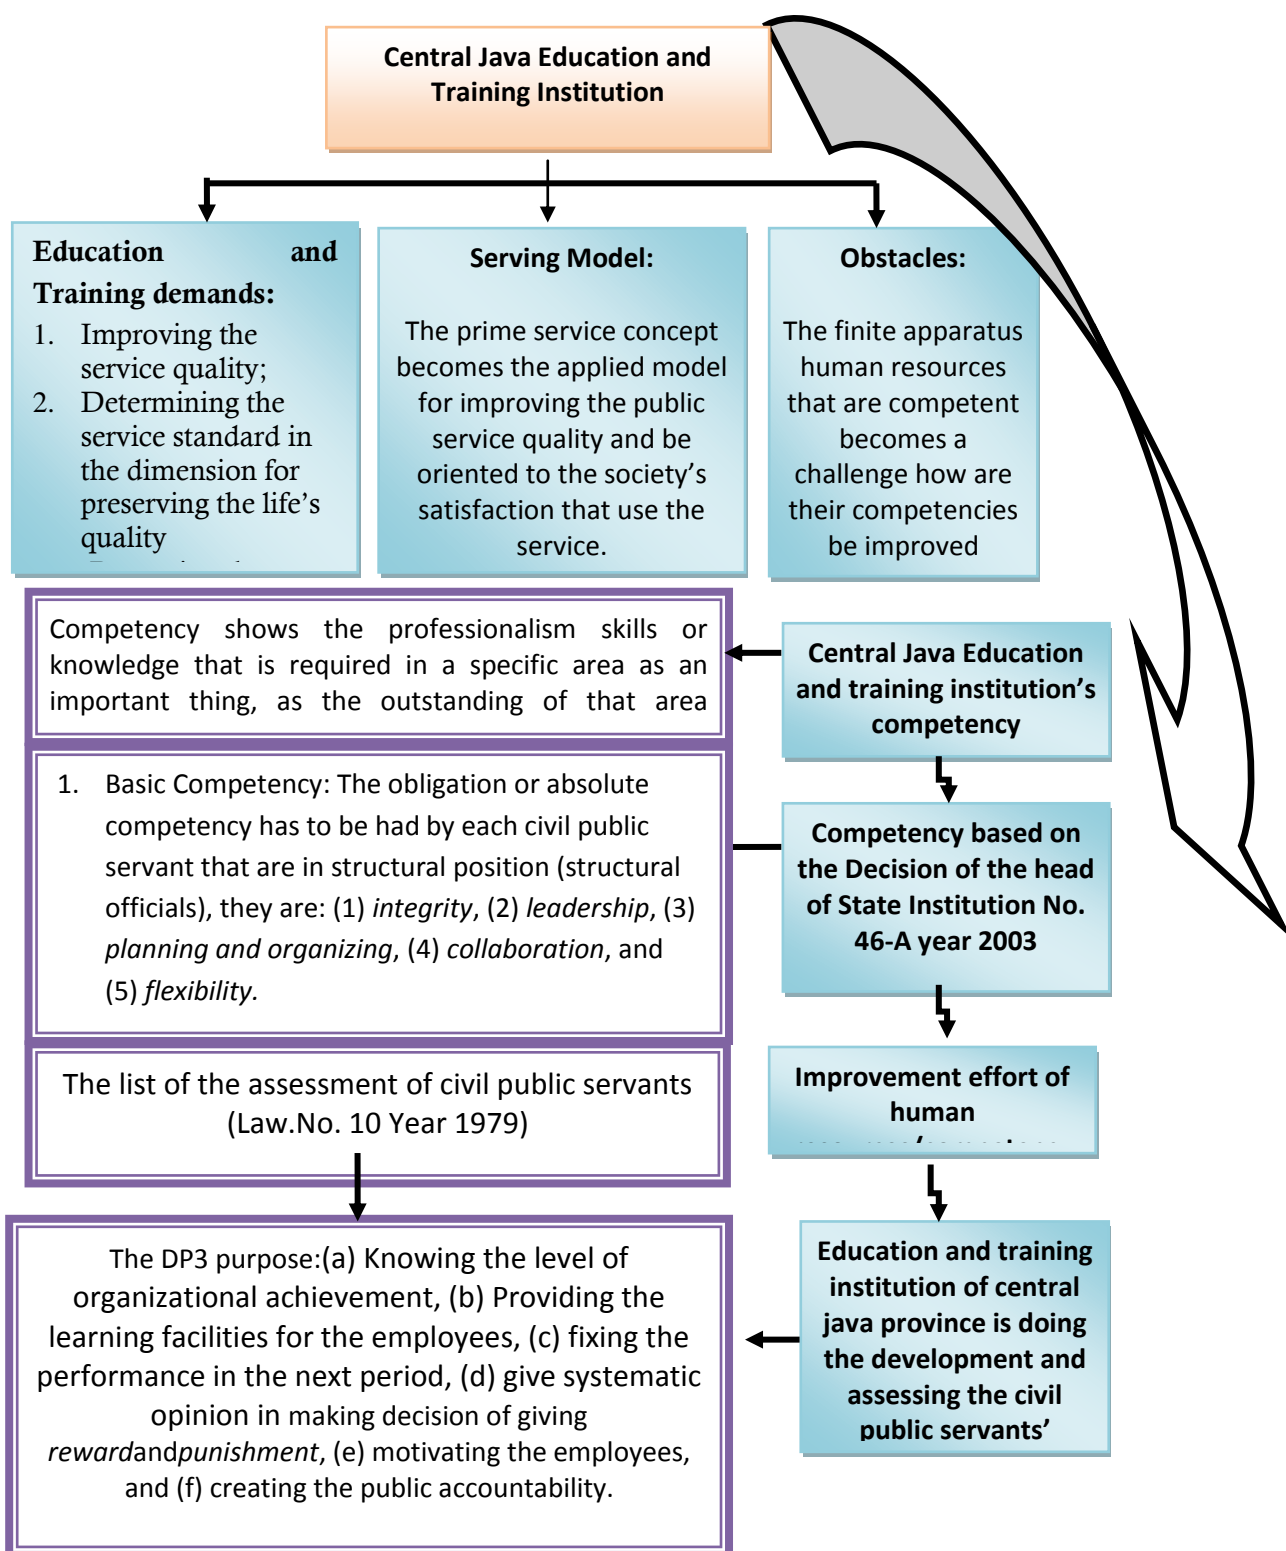 Central Java Education and
Training Institution
Education and
Training demands:
1. Improving the
service quality;
2. Determining the
service standard in
the dimension for
preserving the life’s
quality
Serving Model:
The prime service concept
becomes the applied model
for improving the public
service quality and be
oriented to the society’s
satisfaction that use the
service.
Obstacles:
The finite apparatus
human resources
that are competent
becomes a
challenge how are
their competencies
be improved
Competency shows the professionalism skills or
knowledge that is required in a specific area as an
important thing, as the outstanding of that area
Central Java Education
and training institution’s
competency
1. Basic Competency: The obligation or absolute
competency has to be had by each civil public
servant that are in structural position (structural
officials), they are: (1) integrity, (2) leadership, (3)
planning and organizing, (4) collaboration, and
(5) flexibility.
Competency based on
the Decision of the head
of State Institution No.
46-A year 2003
The list of the assessment of civil public servants
(Law.No. 10 Year 1979)
Improvement effort of
human
The DP3 purpose:(a) Knowing the level of
organizational achievement, (b) Providing the
learning facilities for the employees, (c) fixing the
performance in the next period, (d) give systematic
opinion in making decision of giving
rewardandpunishment, (e) motivating the employees,
and (f) creating the public accountability.
Education and training
institution of central
java province is doing
the development and
assessing the civil
public servants’